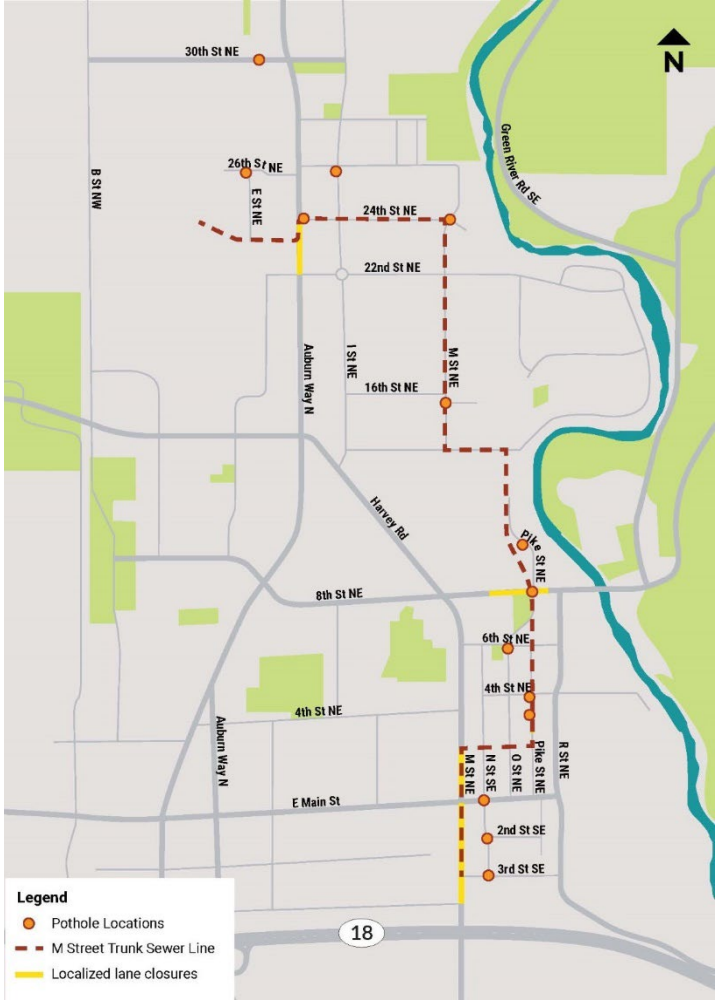 30th St NE
N
Green River Rd SE
26th St NE
B St NW
E St NE
24th St NE
22nd St NE
Auburn Way N
I St NE
M St NE
16th St NE
Harvey Rd
Pike St NE
8th St NE
6th St NE
4th St NE
4th St NE
Auburn Way N
M St NE
N St SE
O St NE
Pike St NE
R St NE
E Main St
2nd St SE
3rd St SE
Legend
Pothole Locations
M Street Trunk Sewer Line
Localized lane closures
18